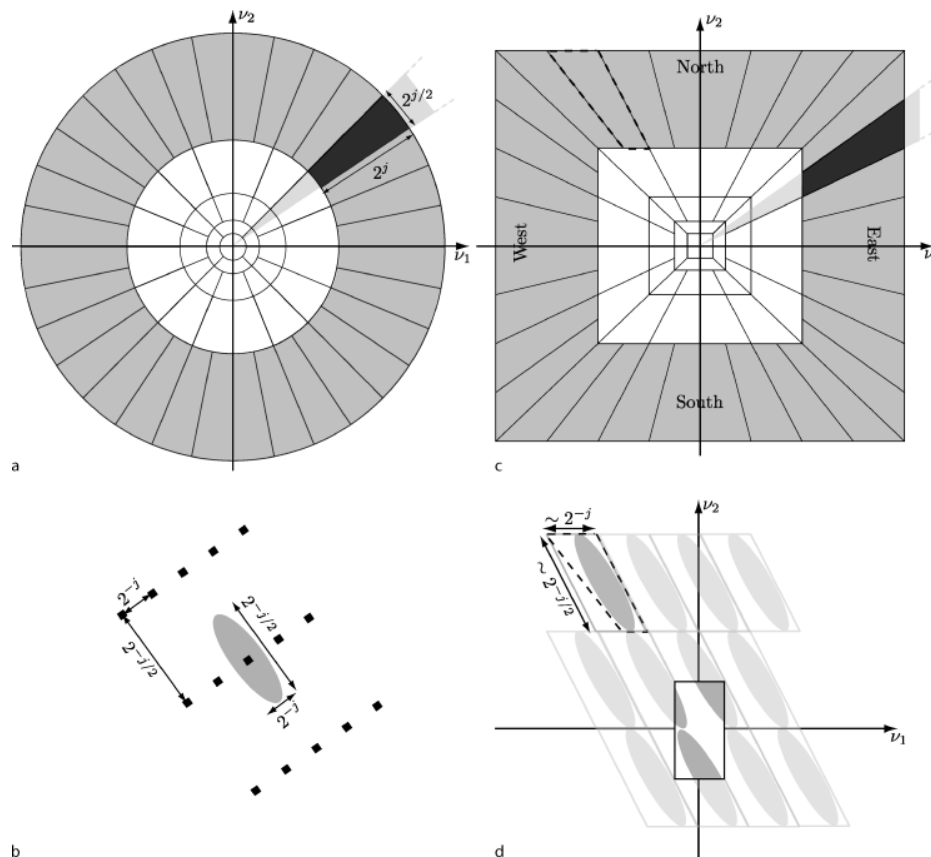 ν₂
2^{j/2}
2^j
ν₁
a
ν₂
North
West
East
ν
South
c
2^{-j}
2^{-j/2}
2^{-j/2}
2^{-j}
b
ν₂
~ 2^{-j}
~ 2^{-j/2}
ν₁
d